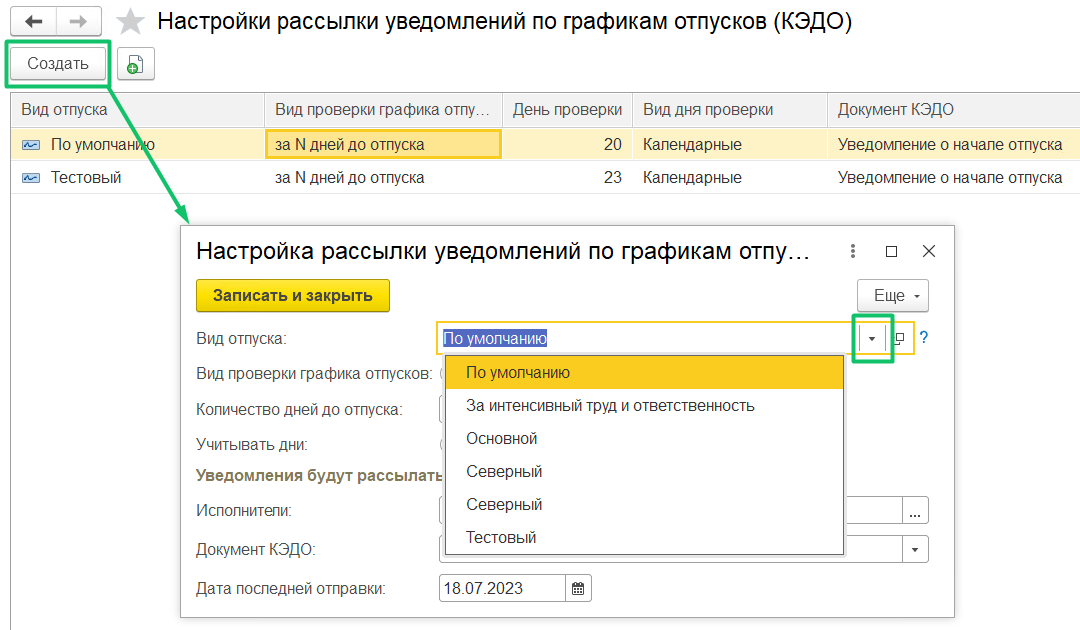 Настройки рассылки уведомлений по графикам отпусков (КЭДО)
Создать
Вид отпуска Вид проверки графика отпу... День проверки Вид дня проверки Документ КЭДО
По умолчанию за N дней до отпуска 20 Календарные Уведомление о начале отпуска
Тестовый за N дней до отпуска 23 Календарные Уведомление о начале отпуска
Настройка рассылки уведомлений по графикам отпу...
Записать и закрыть Еще
Вид отпуска: По умолчанию ?
Вид проверки графика отпусков: По умолчанию
Количество дней до отпуска: За интенсивный труд и ответственность
Учитывать дни: Основной
Уведомления будут рассылать Северный
Исполнители: Северный ...
Документ КЭДО: Тестовый
Дата последней отправки: 18.07.2023